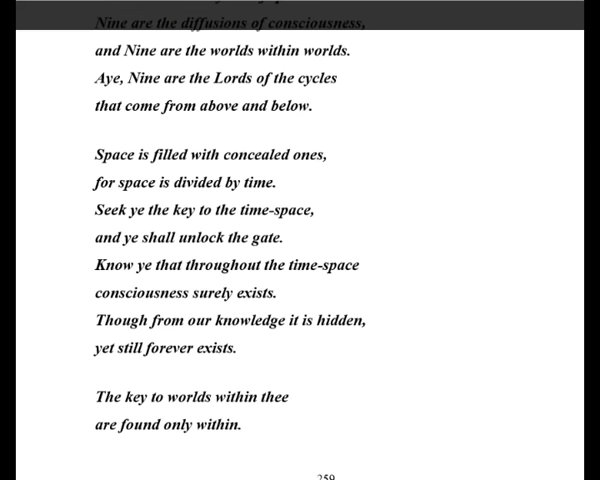 Nine are the diffusions of consciousness,
and Nine are the worlds within worlds.
Aye, Nine are the Lords of the cycles
that come from above and below.
Space is filled with concealed ones,
for space is divided by time.
Seek ye the key to the time-space,
and ye shall unlock the gate.
Know ye that throughout the time-space
consciousness surely exists.
Though from our knowledge it is hidden,
yet still forever exists.
The key to worlds within thee
are found only within.
259